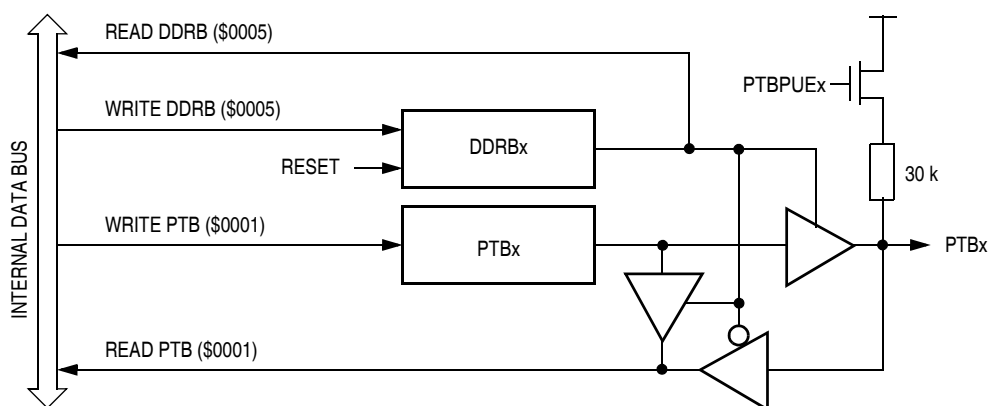 READ DDRB ($0005)
PTBPUEx
WRITE DDRB ($0005)
DDRBx
RESET
30 k
WRITE PTB ($0001)
PTBx
PTBx
INTERNAL DATA BUS
READ PTB ($0001)